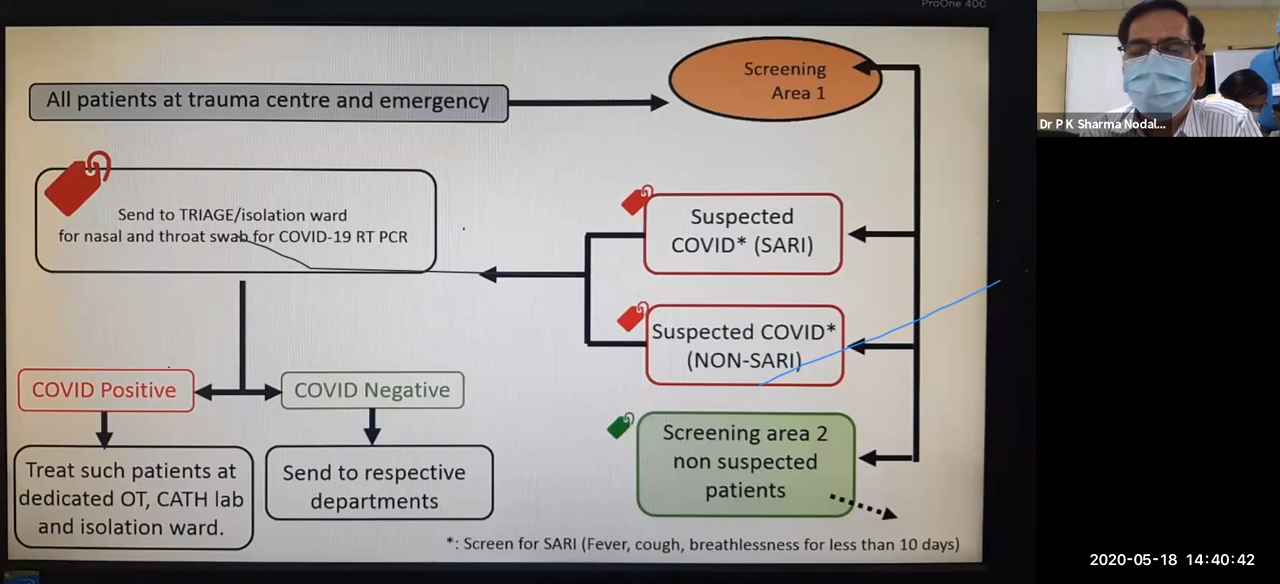 ProOne 400
All patients at trauma centre and emergency
Screening
Area 1
Send to TRIAGE/isolation ward
for nasal and throat swab for COVID-19 RT PCR
Suspected
COVID* (SARI)
Suspected COVID*
(NON-SARI)
COVID Positive
COVID Negative
Screening area 2
non suspected
patients
Treat such patients at
dedicated OT, CATH lab
and isolation ward.
Send to respective
departments
*: Screen for SARI (Fever, cough, breathlessness for less than 10 days)
Dr P K Sharma Nodal...
2020-05-18 14:40:42